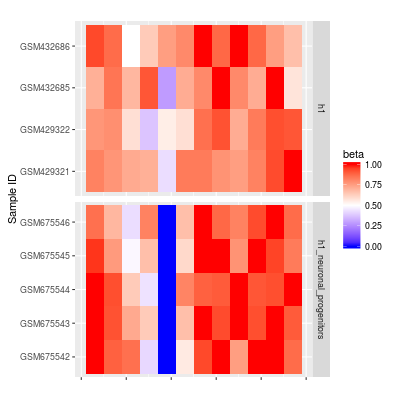 Sample ID
GSM432686
GSM432685
GSM429322
GSM429321
h1
GSM675546
GSM675545
GSM675544
GSM675543
GSM675542
h1_neuronal_progenitors
beta
1.00
0.75
0.50
0.25
0.00